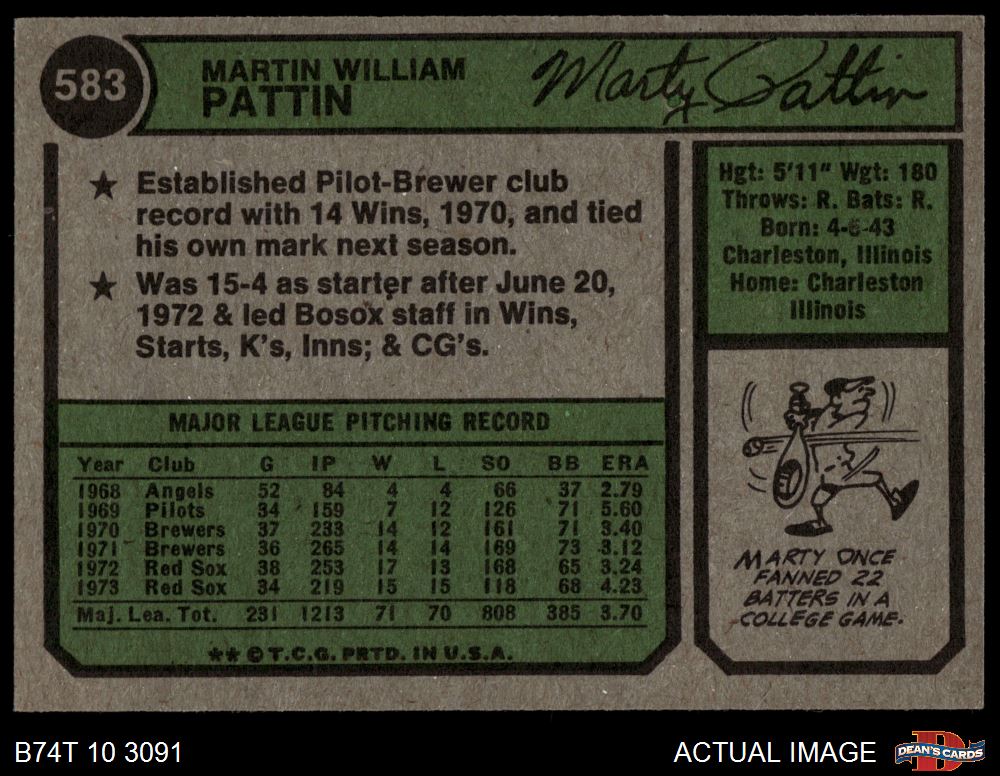 583
MARTIN WILLIAM
PATTIN
Marty Pattin
★ Established Pilot-Brewer club
record with 14 Wins, 1970, and tied
his own mark next season.
★ Was 15-4 as starter after June 20,
1972 & led Bosox staff in Wins,
Starts, K's, Inns; & CG's.
Hgt: 5'11" Wgt: 180
Throws: R. Bats: R.
Born: 4-6-43
Charleston, Illinois
Home: Charleston
Illinois
MAJOR LEAGUE PITCHING RECORD
Year Club G IP W L SO BB ERA
1968 Angels 52 84 4 4 66 37 2.79
1969 Pilots 34 159 7 12 126 71 5.60
1970 Brewers 37 233 14 12 161 71 3.40
1971 Brewers 36 265 14 14 169 73 3.12
1972 Red Sox 38 253 17 13 168 65 3.24
1973 Red Sox 34 219 15 15 118 68 4.23
Maj. Lea. Tot. 231 1213 71 70 808 385 3.70
** © T.C.G. PRTD. IN U.S.A.
MARTY ONCE
FANNED 22
BATTERS IN A
COLLEGE GAME.
B74T 10 3091
ACTUAL IMAGE
DEAN'S CARDS